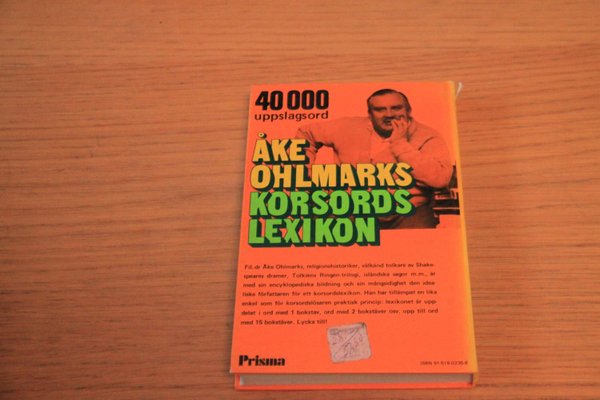 40 000
uppslagsord
ÅKE
OHLMARKS
KORSORDS
LEXIKON
Fil.dr Åke Ohlmarks, religionshistoriker, välkänd tolkare av Shake-
speares dramer, Tolkiens Ringen-trilogi, isländska sagor m.m., är
med sin encyklopediska bildning och sin mångsidighet den idea-
liske författaren för ett korsordslexikon. Han har tillämpat en lika
enkel som för korsordslösaren praktisk princip: lexikonet är upp-
delat i ord med 1 bokstav, ord med 2 bokstäver osv. upp till ord
med 15 bokstäver. Lycka till!
Prisma